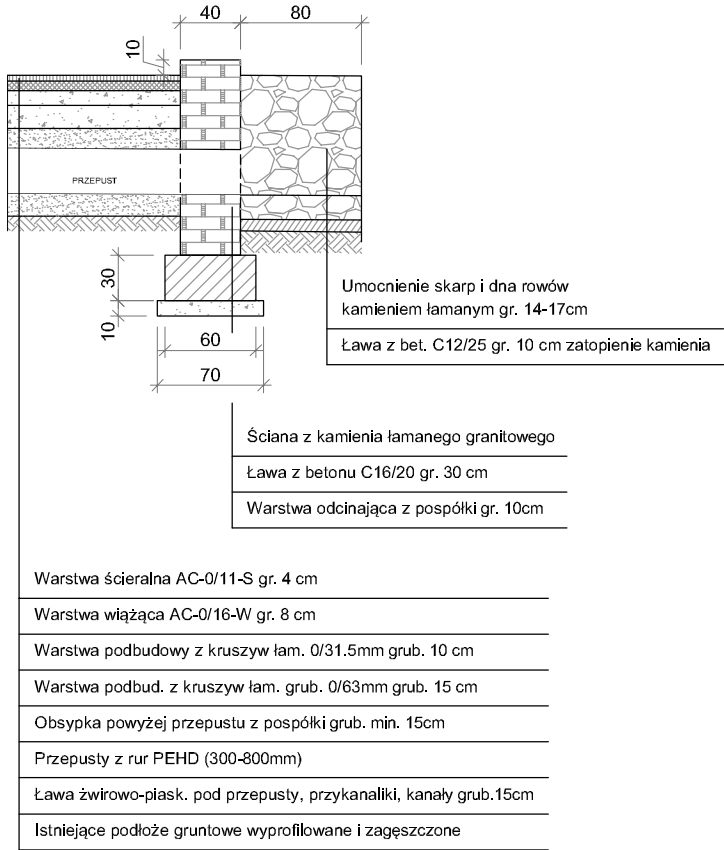 40
80
10
PRZEPUST
30
10
60
70
Umocnienie skarp i dna rowów
kamieniem łamanym gr. 14-17cm
Ława z bet. C12/25 gr. 10 cm zatopienie kamienia
Ściana z kamienia łamanego granitowego
Ława z betonu C16/20 gr. 30 cm
Warstwa odcinająca z pospółki gr. 10cm
Warstwa ścieralna AC-0/11-S gr. 4 cm
Warstwa wiążąca AC-0/16-W gr. 8 cm
Warstwa podbudowy z kruszyw łam. 0/31.5mm grub. 10 cm
Warstwa podbud. z kruszyw łam. grub. 0/63mm grub. 15 cm
Obsypka powyżej przepustu z pospółki grub. min. 15cm
Przepusty z rur PEHD (300-800mm)
Ława żwirowo-piask. pod przepusty, przykanaliki, kanały grub.15cm
Istniejące podłoże gruntowe wyprofilowane i zagęszczone